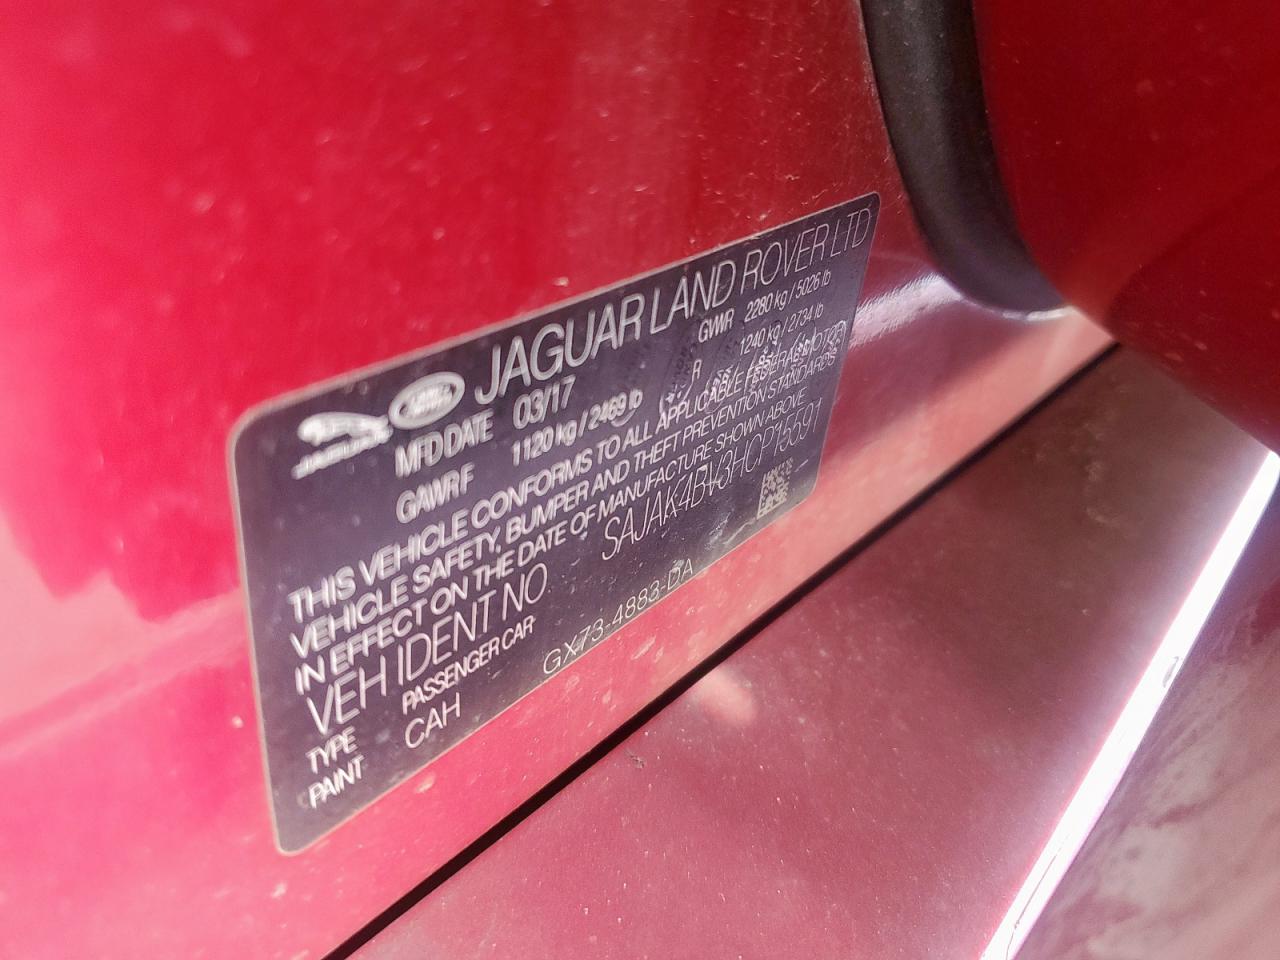 JAGUAR LAND ROVER LTD
MFD DATE 03/17 GVWR 2280 kg / 5026 lb
GAWR F 1120 kg / 2469 lb R 1240 kg / 2734 lb
THIS VEHICLE CONFORMS TO ALL APPLICABLE FEDERAL MOTOR
VEHICLE SAFETY, BUMPER AND THEFT PREVENTION STANDARDS
IN EFFECT ON THE DATE OF MANUFACTURE SHOWN ABOVE
VEH IDENT NO. SAJAK4BV3HCP15591
TYPE PASSENGER CAR
PAINT CAH
GX73-4883-DA